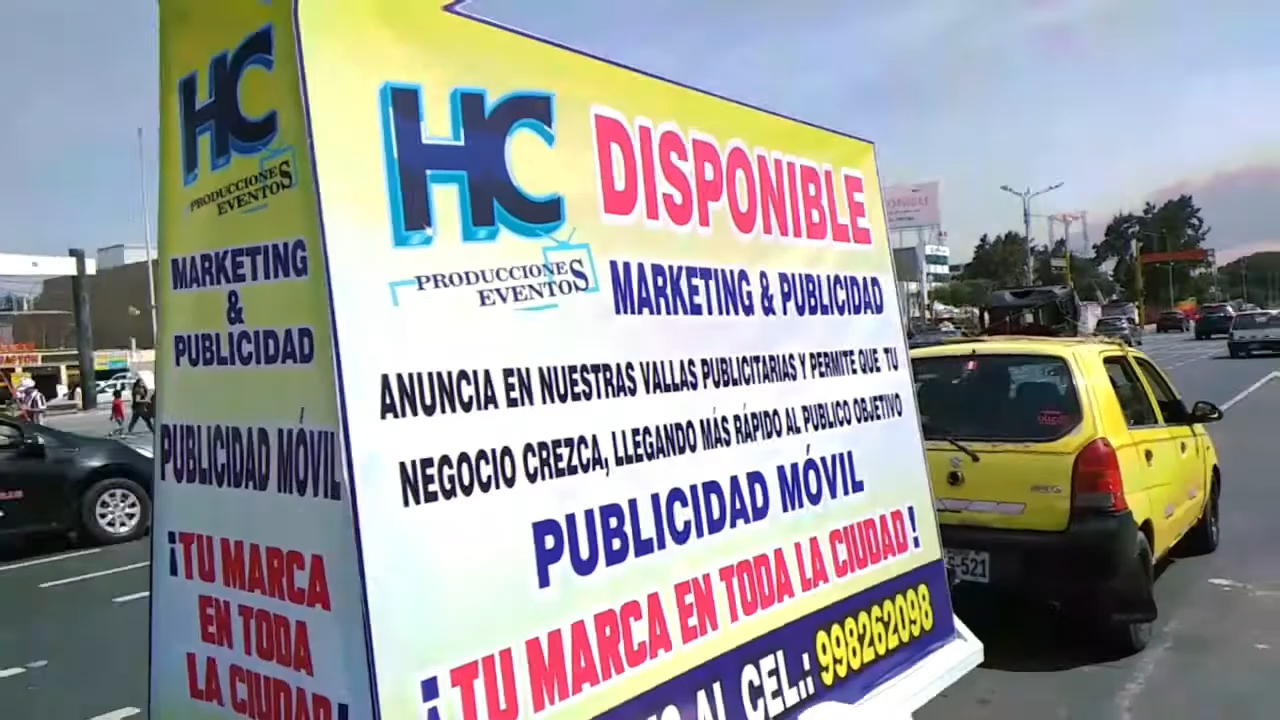 HC
PRODUCCIONES
EVENTOS
MARKETING
&
PUBLICIDAD
PUBLICIDAD MÓVIL
¡TU MARCA
EN TODA
LA CIUDAD!
HC
PRODUCCIONES
EVENTOS
DISPONIBLE
MARKETING & PUBLICIDAD
ANUNCIA EN NUESTRAS VALLAS PUBLICITARIAS Y PERMITE QUE TU
NEGOCIO CREZCA, LLEGANDO MÁS RÁPIDO AL PUBLICO OBJETIVO
PUBLICIDAD MÓVIL
¡TU MARCA EN TODA LA CIUDAD!
AL CEL.: 998262098
-521